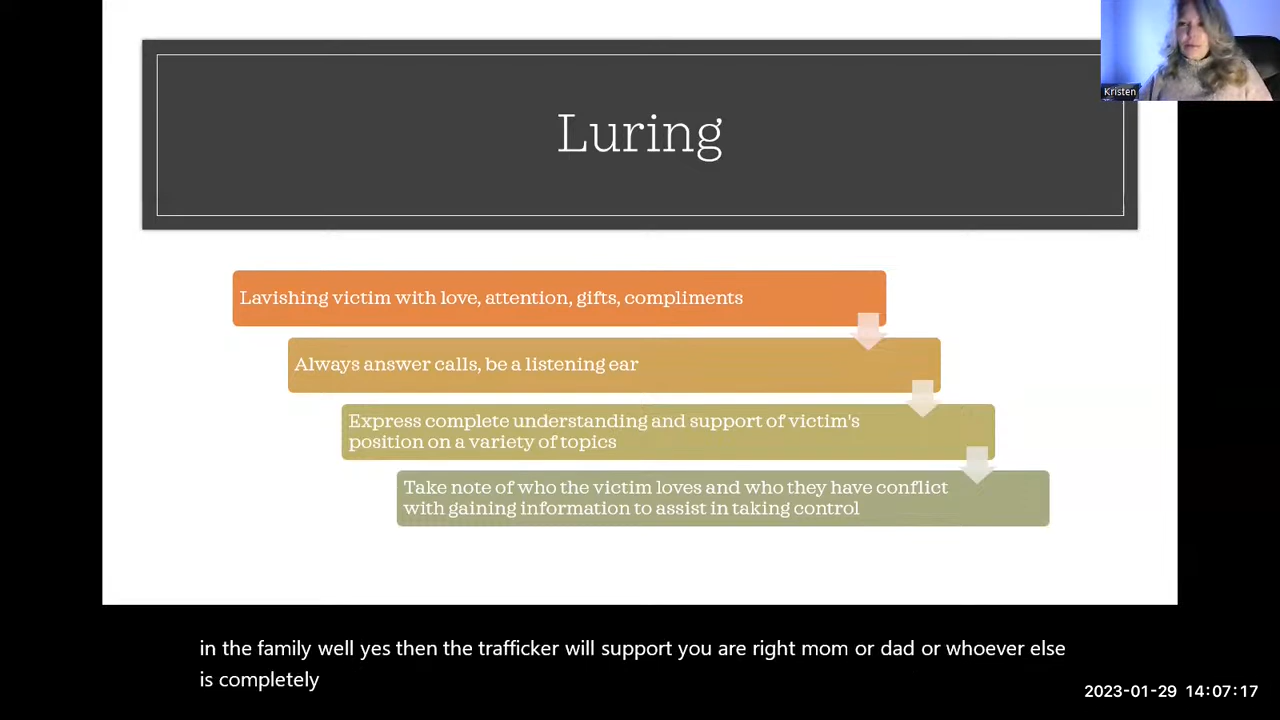 Kristen
Luring
Lavishing victim with love, attention, gifts, compliments
Always answer calls, be a listening ear
Express complete understanding and support of victim's
position on a variety of topics
Take note of who the victim loves and who they have conflict
with gaining information to assist in taking control
in the family well yes then the trafficker will support you are right mom or dad or whoever else
is completely
2023-01-29 14:07:17